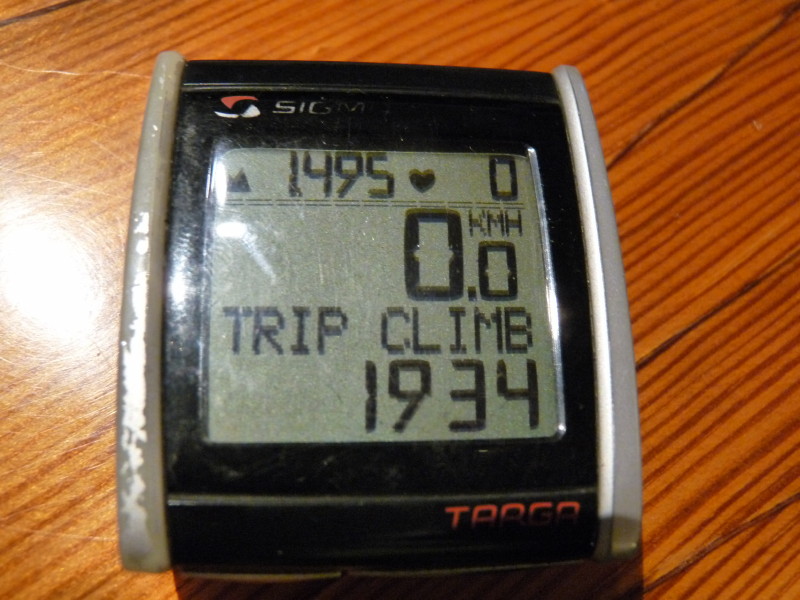 SIGM
1495 0
KMH
0.0
TRIP CLIMB
1934
TARGA